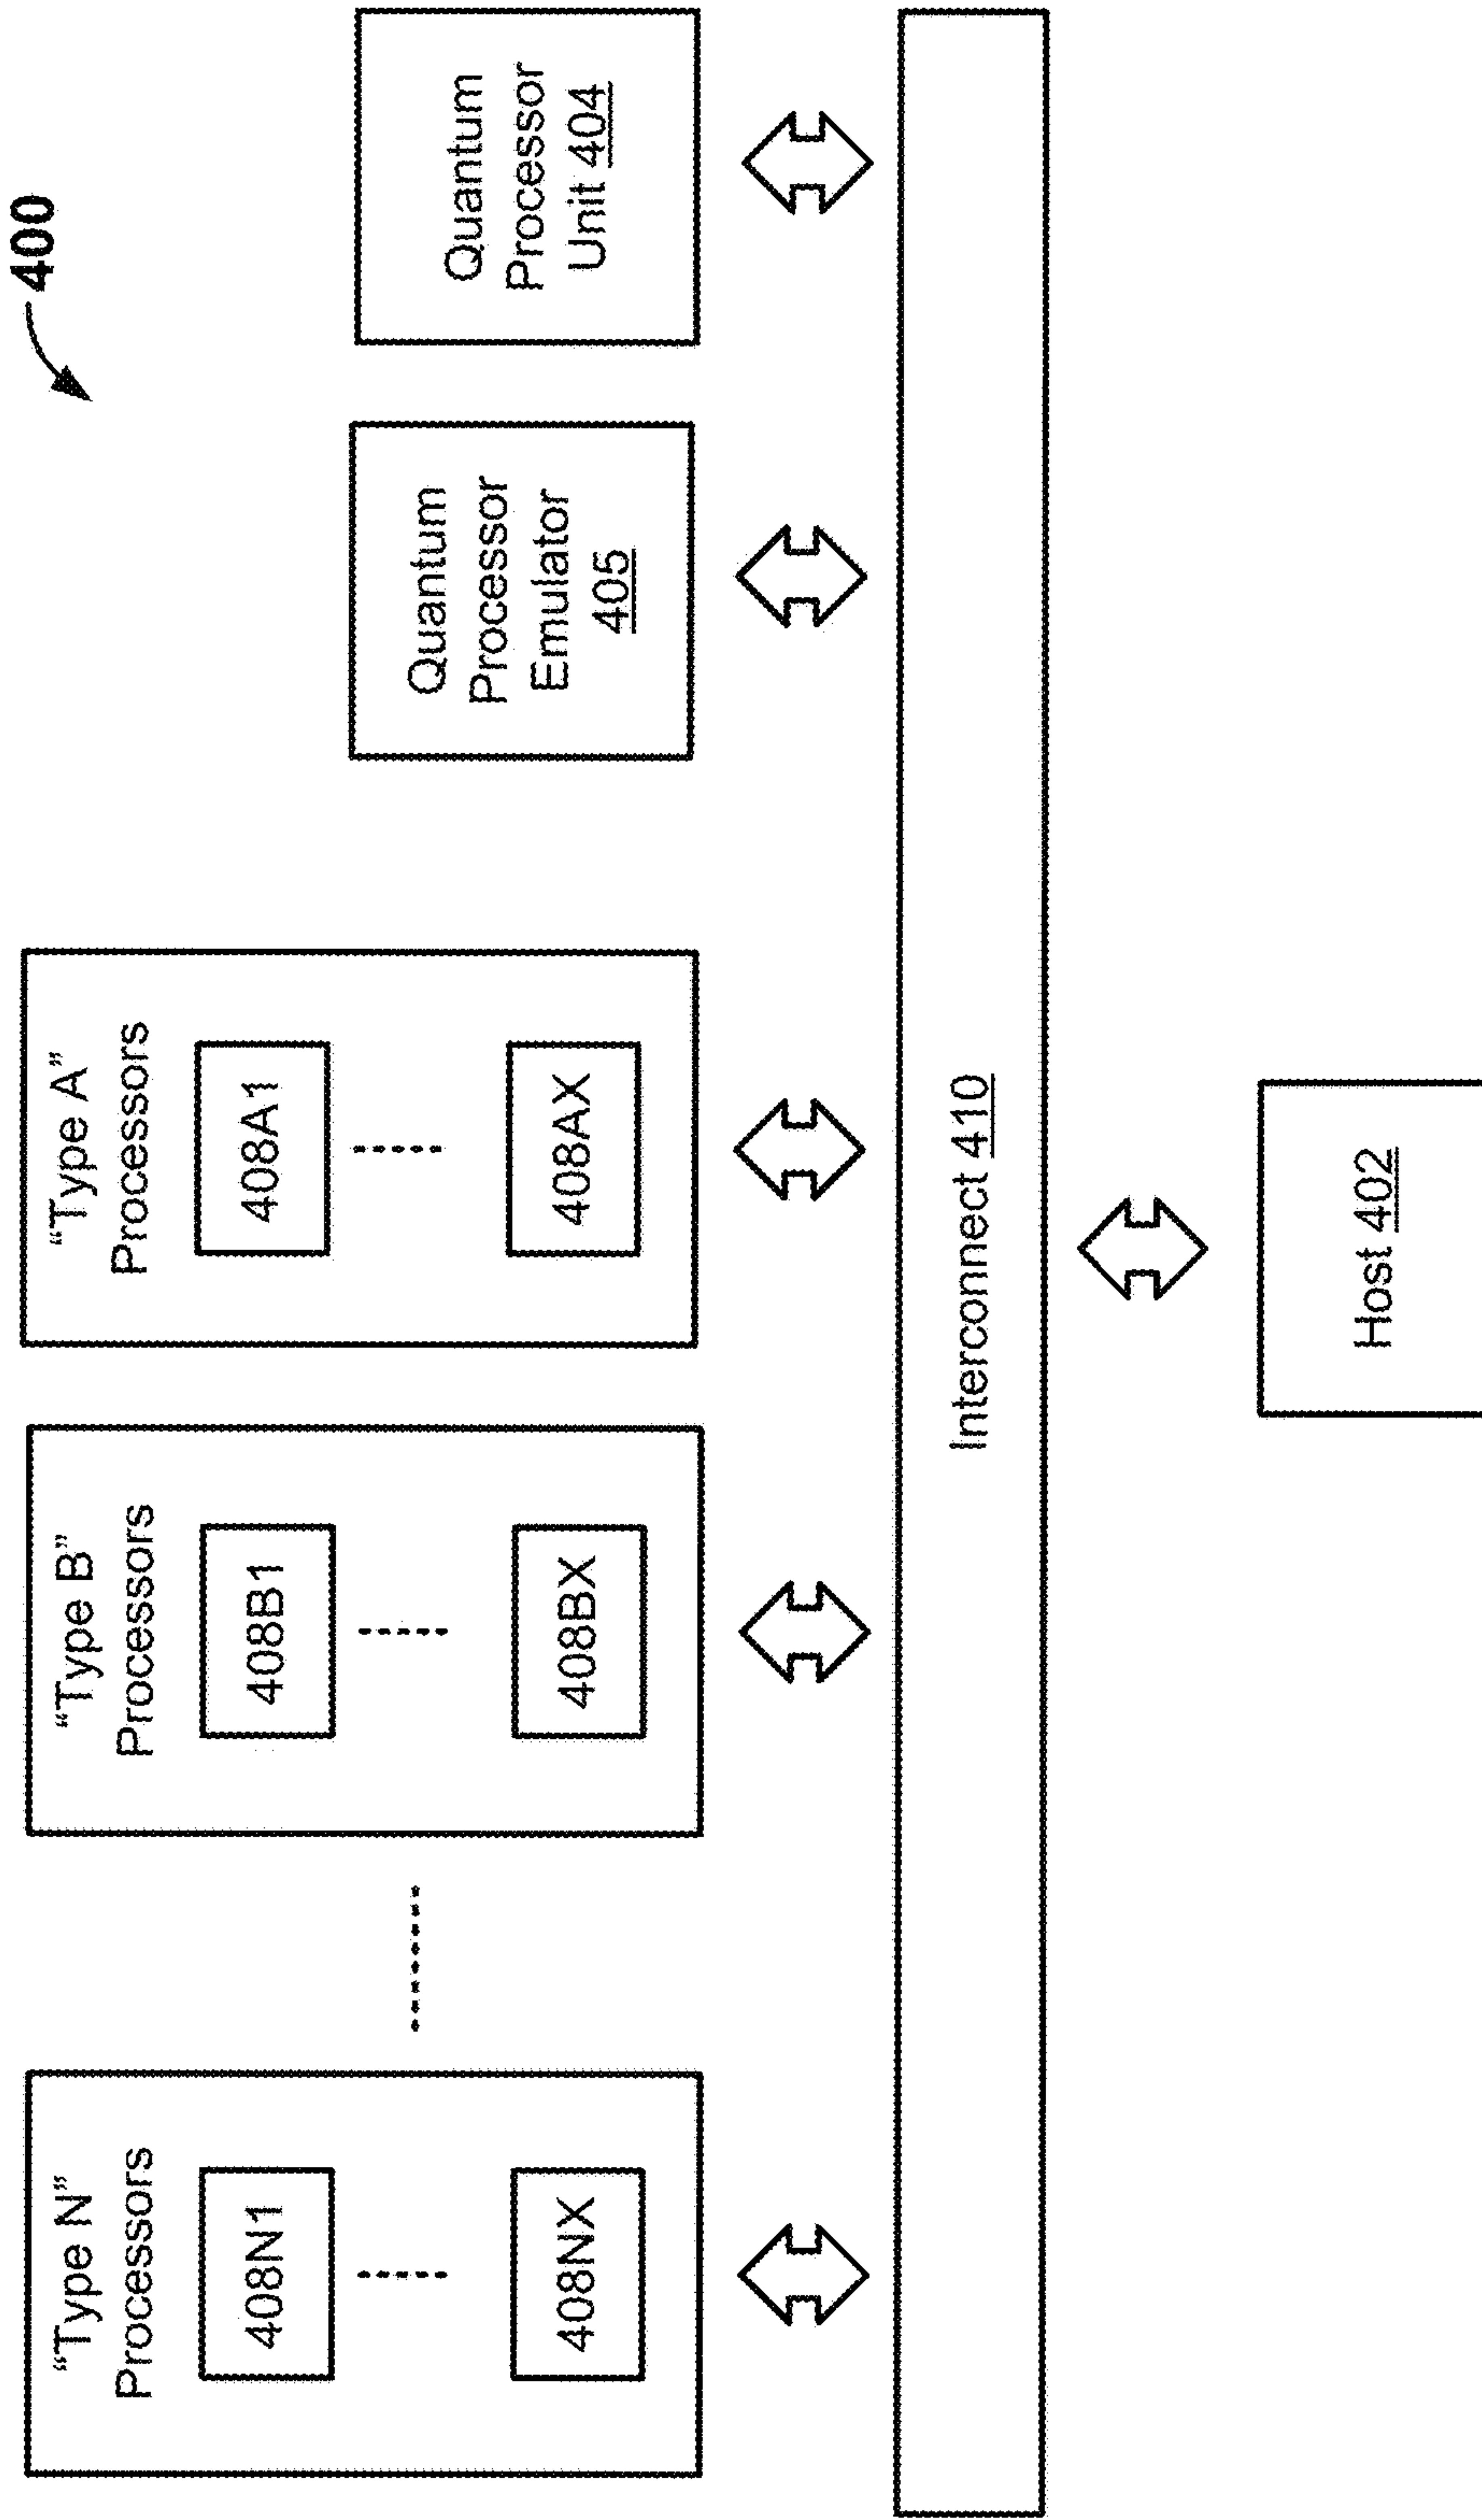 400
“Type N”
Processors
408N1
408NX
“Type B”
Processors
408B1
408BX
“Type A”
Processors
408A1
408AX
Quantum
Processor
Emulator
405
Quantum
Processor
Unit 404
Interconnect 410
Host 402